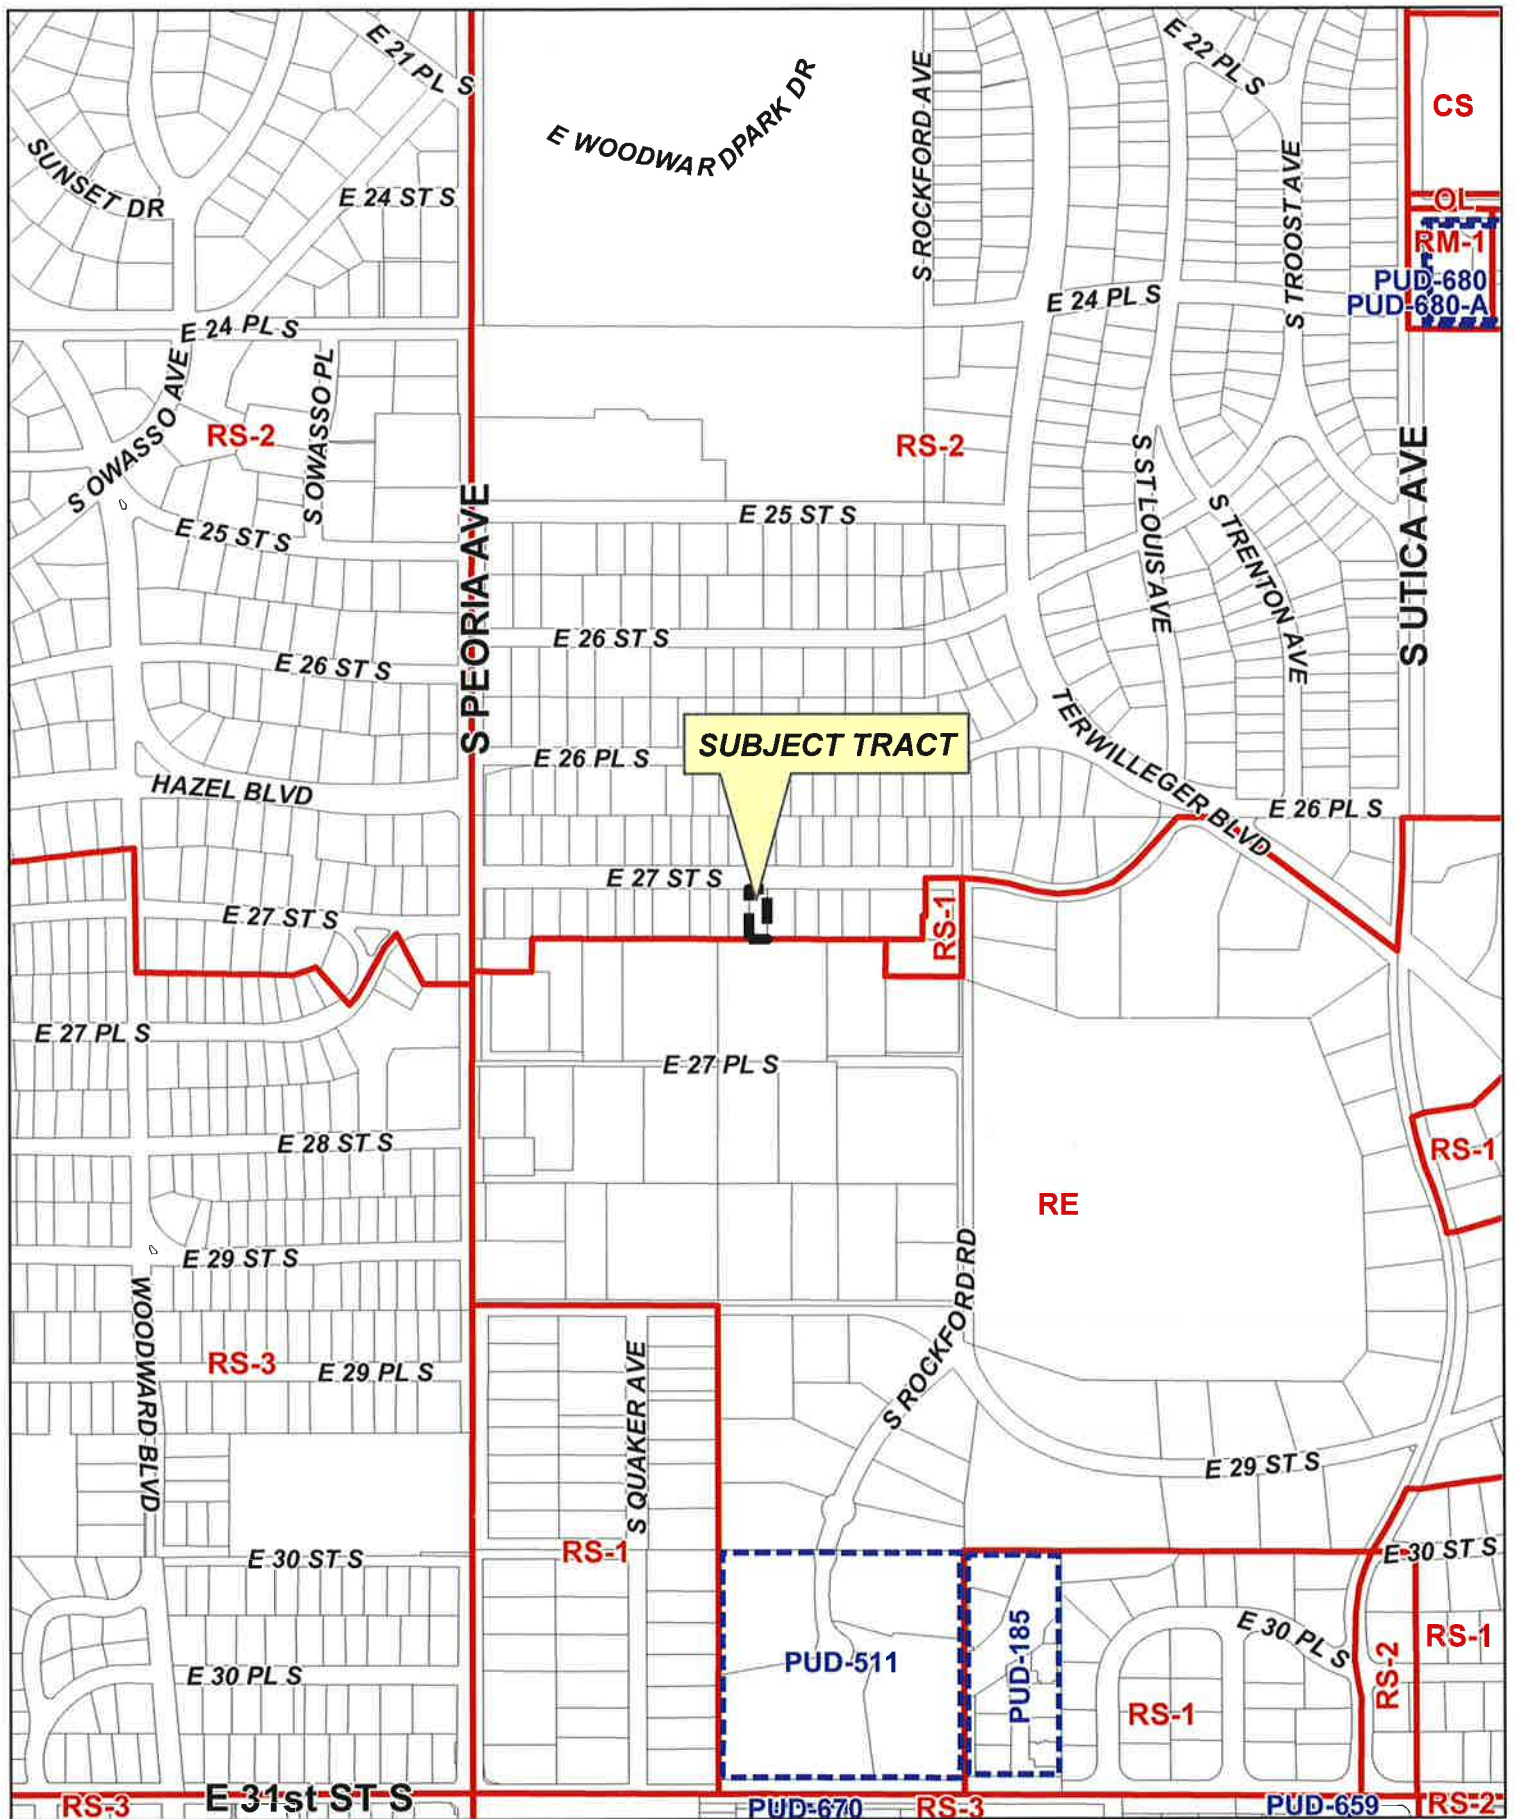 E 21 PL S
E 22 PL S
E WOODWARDPARK DR
S ROCKFORD AVE
CS
SUNSET DR
E 24 ST S
S TROOST AVE
OL
RM-1
PUD-680
PUD-680-A
E 24 PL S
E 24 PL S
S OWASSO AVE
S OWASSO PL
RS-2
RS-2
S ST LOUIS AVE
S UTICA AVE
S PEORIA AVE
E 25 ST S
E 25 ST S
S TRENTON AVE
E 26 ST S
E 26 ST S
TERWILLEGER BLVD
SUBJECT TRACT
E 26 PL S
HAZEL BLVD
E 26 PL S
E 27 ST S
E 27 ST S
RS-1
E 27 PL S
E 27 PL S
E 28 ST S
RS-1
RE
E 29 ST S
S ROCKFORD RD
WOODWARD BLVD
RS-3
E 29 PL S
S QUAKER AVE
E 29 ST S
RS-1
E 30 ST S
E 30 ST S
PUD-511
PUD-185
E 30 PL S
RS-2
RS-1
E 30 PL S
RS-1
E 31st ST S
RS-3
PUD-670
RS-3
PUD-659
RS-2